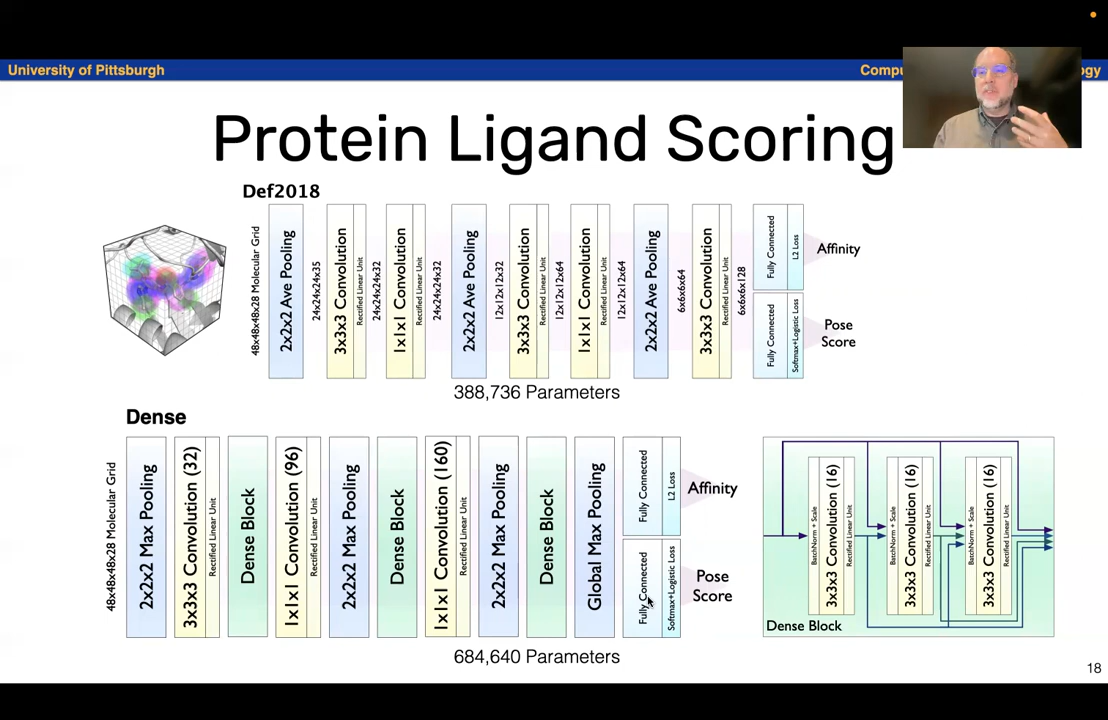 University of Pittsburgh
Compu
ogy
Protein Ligand Scoring
Def2018
48x48x48x28 Molecular Grid
2x2x2 Ave Pooling
24x24x24x35
3x3x3 Convolution
Rectified Linear Unit
24x24x24x32
1x1x1 Convolution
Rectified Linear Unit
24x24x24x32
2x2x2 Ave Pooling
12x12x12x32
3x3x3 Convolution
Rectified Linear Unit
12x12x12x64
1x1x1 Convolution
Rectified Linear Unit
12x12x12x64
2x2x2 Ave Pooling
6x6x6x64
3x3x3 Convolution
Rectified Linear Unit
6x6x6x128
Fully Connected
L2 Loss
Affinity
Fully Connected
Softmax+Logistic Loss
Pose
Score
388,736 Parameters
Dense
48x48x48x28 Molecular Grid
2x2x2 Max Pooling
3x3x3 Convolution (32)
Rectified Linear Unit
Dense Block
1x1x1 Convolution (96)
Rectified Linear Unit
2x2x2 Max Pooling
Dense Block
1x1x1 Convolution (160)
Rectified Linear Unit
2x2x2 Max Pooling
Dense Block
Global Max Pooling
Fully Connected
L2 Loss
Affinity
Fully Connected
Softmax+Logistic Loss
Pose
Score
BatchNorm + Scale
3x3x3 Convolution (16)
Rectified Linear Unit
BatchNorm + Scale
3x3x3 Convolution (16)
Rectified Linear Unit
BatchNorm + Scale
3x3x3 Convolution (16)
Rectified Linear Unit
Dense Block
684,640 Parameters
18